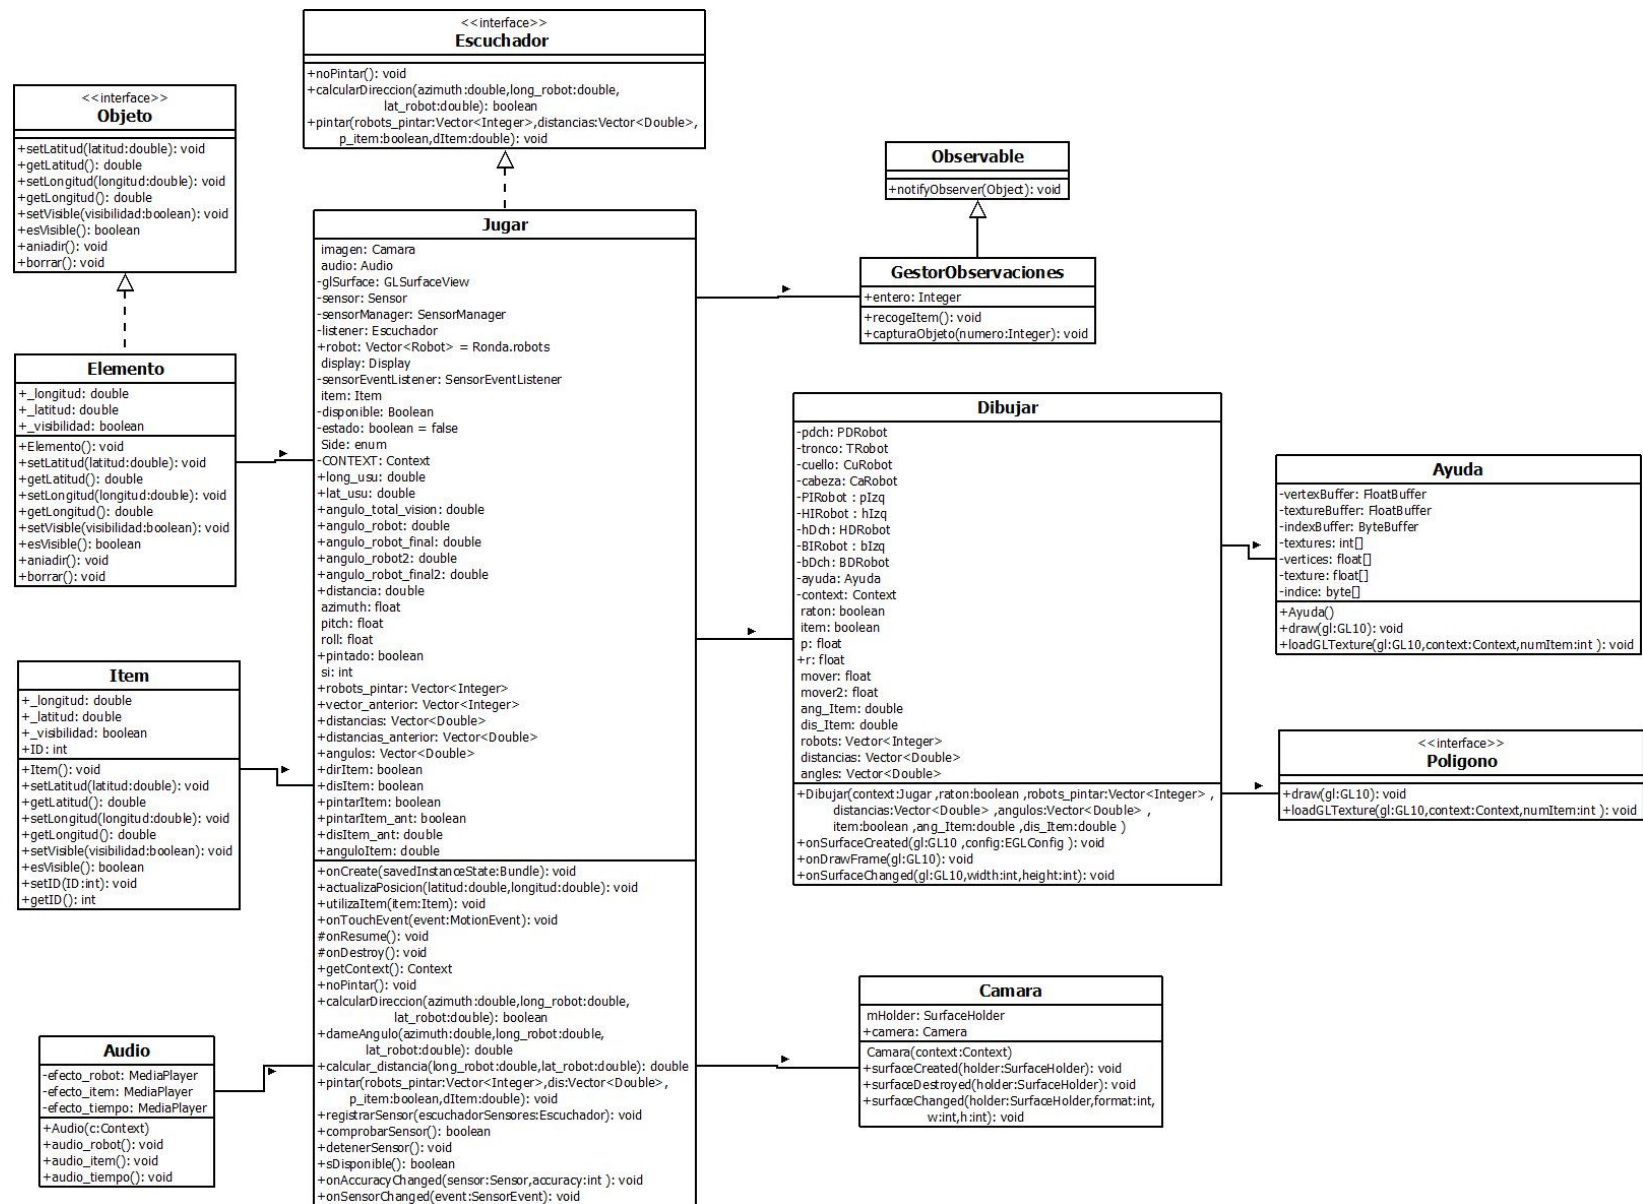 <<interface>>
Escuchador
+noPintar(): void
+calcularDireccion(azimuth:double,long_robot:double,
lat_robot:double): boolean
+pintar(robots_pintar:Vector<Integer>,distancias:Vector<Double>,
p_item:boolean,dItem:double): void
<<interface>>
Objeto
+setLatitud(latitud:double): void
+getLatitud(): double
+setLongitud(longitud:double): void
+getLongitud(): double
+setVisible(visibilidad:boolean): void
+esVisible(): boolean
+aniadir(): void
+borrar(): void
Observable
+notifyObserver(Object): void
GestorObservaciones
+entero: Integer
+recogeItem(): void
+capturaObjeto(numero:Integer): void
Elemento
+_longitud: double
+_latitud: double
+_visibilidad: boolean
+Elemento(): void
+setLatitud(latitud:double): void
+getLatitud(): double
+setLongitud(longitud:double): void
+getLongitud(): double
+setVisible(visibilidad:boolean): void
+esVisible(): boolean
+aniadir(): void
+borrar(): void
Item
+_longitud: double
+_latitud: double
+_visibilidad: boolean
+ID: int
+Item(): void
+setLatitud(latitud:double): void
+getLatitud(): double
+setLongitud(longitud:double): void
+getLongitud(): double
+setVisible(visibilidad:boolean): void
+esVisible(): boolean
+setID(ID:int): void
+getID(): int
Audio
-efecto_robot: MediaPlayer
-efecto_item: MediaPlayer
-efecto_tiempo: MediaPlayer
+Audio(c:Context)
+audio_robot(): void
+audio_item(): void
+audio_tiempo(): void
Jugar
imagen: Camara
audio: Audio
-glSurface: GLSurfaceView
-sensor: Sensor
-sensorManager: SensorManager
-listener: Escuchador
+robot: Vector<Robot> = Ronda.robots
display: Display
-sensorEventListener: SensorEventListener
item: Item
-disponible: Boolean
-estado: boolean = false
Side: enum
-CONTEXT: Context
+long_usu: double
+lat_usu: double
+angulo_total_vision: double
+angulo_robot: double
+angulo_robot_final: double
+angulo_robot2: double
+angulo_robot_final2: double
+distancia: double
azimuth: float
pitch: float
roll: float
+pintado: boolean
si: int
+robots_pintar: Vector<Integer>
+vector_anterior: Vector<Integer>
+distancias: Vector<Double>
+distancias_anterior: Vector<Double>
+angulos: Vector<Double>
+dirItem: boolean
+disItem: boolean
+pintarItem: boolean
+pintarItem_ant: boolean
+disItem_ant: double
+anguloItem: double
+onCreate(savedInstanceState:Bundle): void
+actualizaPosicion(latitud:double,longitud:double): void
+utilizaItem(item:Item): void
+onTouchEvent(event:MotionEvent): void
#onResume(): void
#onDestroy(): void
+getContext(): Context
+noPintar(): void
+calcularDireccion(azimuth:double,long_robot:double,
lat_robot:double): boolean
+dameAngulo(azimuth:double,long_robot:double,
lat_robot:double): double
+calcular_distancia(long_robot:double,lat_robot:double): double
+pintar(robots_pintar:Vector<Integer>,dis:Vector<Double>,
p_item:boolean,dItem:double): void
+registrarSensor(escuchadorSensores:Escuchador): void
+comprobarSensor(): boolean
+detenerSensor(): void
+sDisponible(): boolean
+onAccuracyChanged(sensor:Sensor,accuracy:int ): void
+onSensorChanged(event:SensorEvent): void
Dibujar
-pdch: PDRobot
-tronco: TRobot
-cuello: CuRobot
-cabeza: CaRobot
-PIRobot : pIzq
-HIRobot : hIzq
-hDch: HDRobot
-BIRobot : bIzq
-bDch: BDRobot
-ayuda: Ayuda
-context: Context
raton: boolean
item: boolean
p: float
+r: float
mover: float
mover2: float
ang_Item: double
dis_Item: double
robots: Vector<Integer>
distancias: Vector<Double>
angles: Vector<Double>
+Dibujar(context:Jugar ,raton:boolean ,robots_pintar:Vector<Integer> ,
distancias:Vector<Double> ,angulos:Vector<Double> ,
item:boolean ,ang_Item:double ,dis_Item:double )
+onSurfaceCreated(gl:GL10 ,config:EGLConfig ): void
+onDrawFrame(gl:GL10): void
+onSurfaceChanged(gl:GL10,width:int,height:int): void
Ayuda
-vertexBuffer: FloatBuffer
-textureBuffer: FloatBuffer
-indexBuffer: ByteBuffer
-textures: int[]
-vertices: float[]
-texture: float[]
-indice: byte[]
+Ayuda()
+draw(gl:GL10): void
+loadGLTexture(gl:GL10,context:Context,numItem:int ): void
<<interface>>
Poligono
+draw(gl:GL10): void
+loadGLTexture(gl:GL10,context:Context,numItem:int ): void
Camara
mHolder: SurfaceHolder
+camera: Camera
Camara(context:Context)
+surfaceCreated(holder:SurfaceHolder): void
+surfaceDestroyed(holder:SurfaceHolder): void
+surfaceChanged(holder:SurfaceHolder,format:int,
w:int,h:int): void